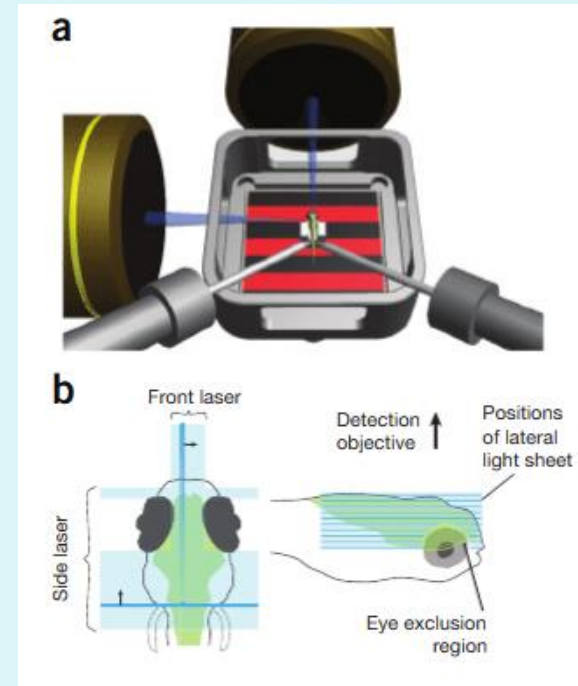 a
b
Front laser
Side laser
Detection
objective
Positions
of lateral
light sheet
Eye exclusion
region